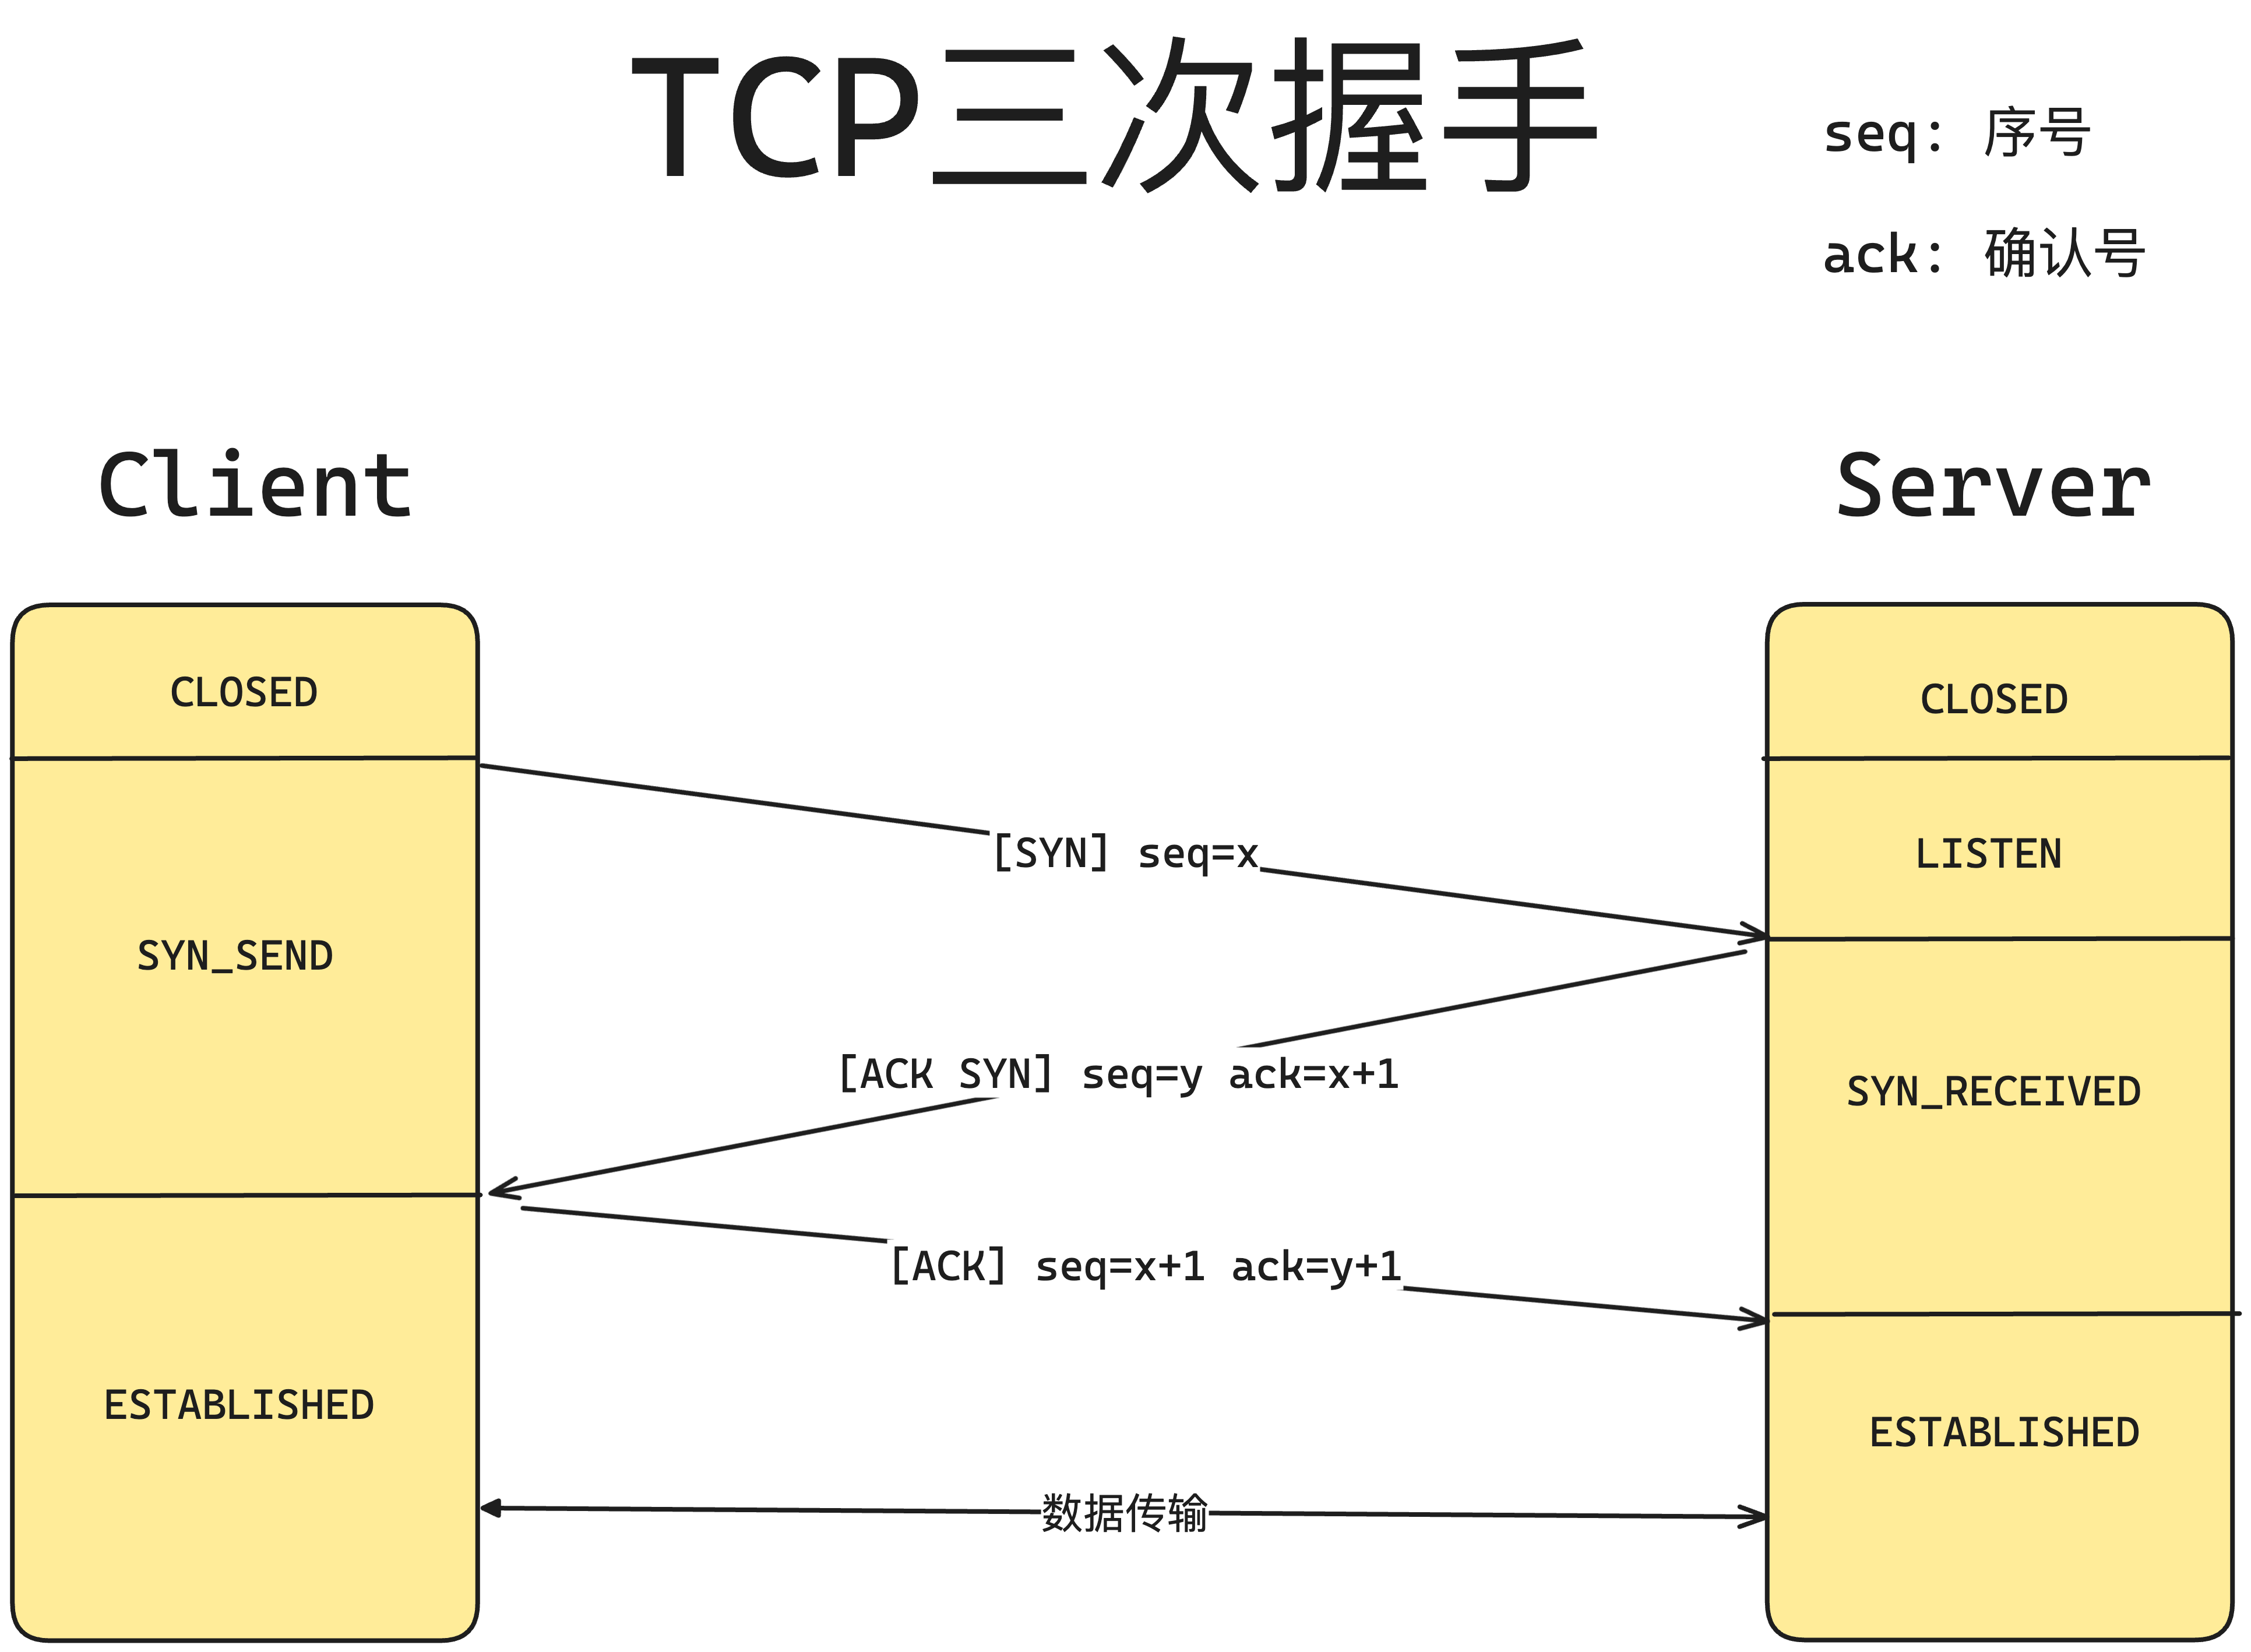 TCP三次握手
seq: 序号
ack: 确认号
Client
Server
CLOSED
CLOSED
[SYN] seq=x
LISTEN
SYN_SEND
[ACK SYN] seq=y ack=x+1
SYN_RECEIVED
[ACK] seq=x+1 ack=y+1
ESTABLISHED
ESTABLISHED
数据传输